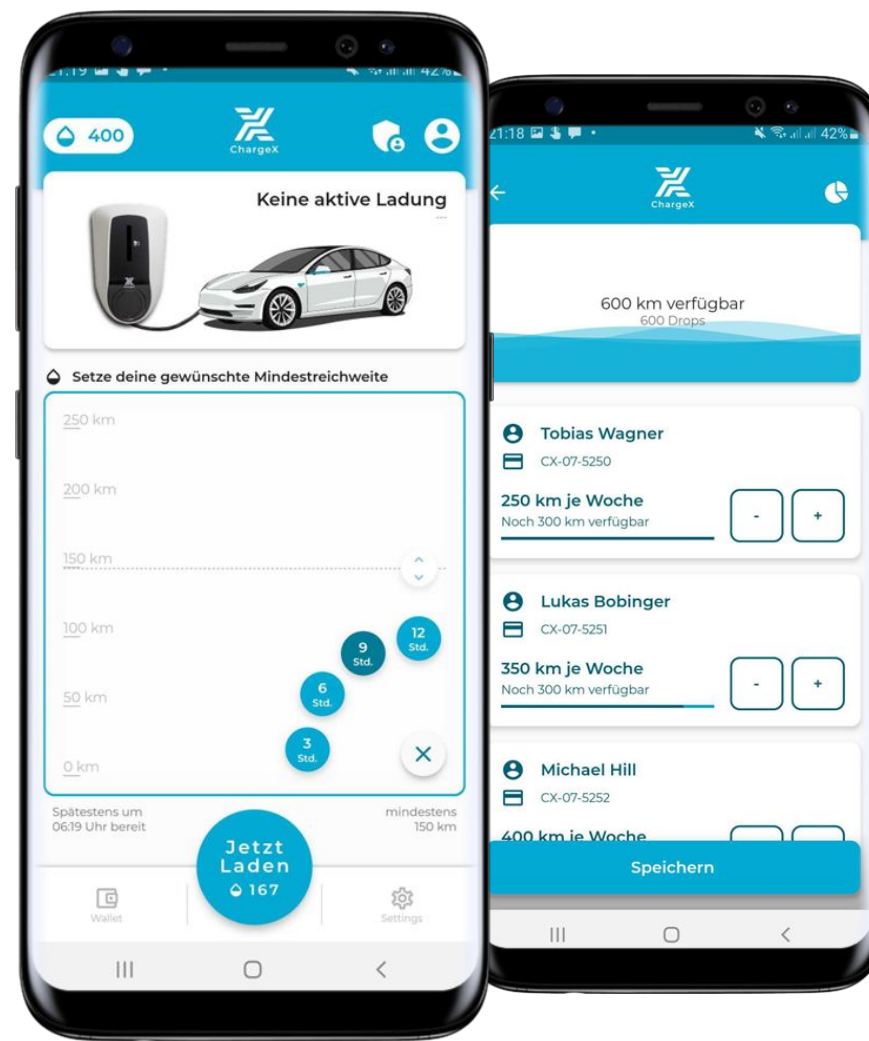 21:19
42%
400
ChargeX
Keine aktive Ladung
---
Setze deine gewünschte Mindestreichweite
250 km
200 km
150 km
100 km
50 km
0 km
12
Std.
9
Std.
6
Std.
3
Std.
Spätestens um
06:19 Uhr bereit
mindestens
150 km
Jetzt
Laden
167
Wallet
Settings
21:18
42%
ChargeX
600 km verfügbar
600 Drops
Tobias Wagner
CX-07-5250
250 km je Woche
Noch 300 km verfügbar
-
+
Lukas Bobinger
CX-07-5251
350 km je Woche
Noch 300 km verfügbar
-
+
Michael Hill
CX-07-5252
400 km je Woche
Speichern